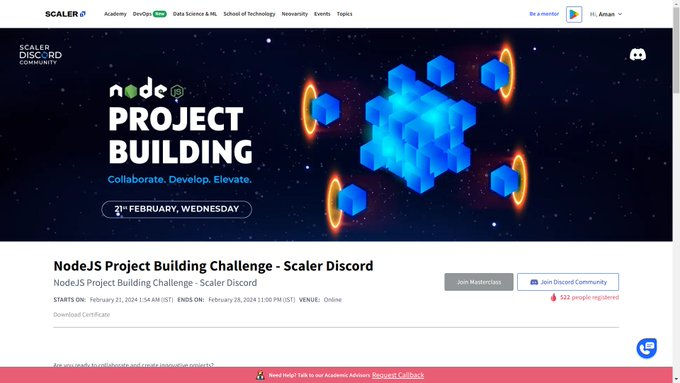 SCALER
Academy DevOps New Data Science & ML School of Technology Neovarsity Events Topics
Be a mentor
Hi, Aman
SCALER
DISCORD
COMMUNITY
node JS
PROJECT
BUILDING
Collaborate. Develop. Elevate.
21ST FEBRUARY, WEDNESDAY
NodeJS Project Building Challenge - Scaler Discord
NodeJS Project Building Challenge - Scaler Discord
STARTS ON: February 21, 2024 1:54 AM (IST) ENDS ON: February 28, 2024 11:00 PM (IST) VENUE: Online
Download Certificate
Join Masterclass
Join Discord Community
522 people registered
Are you ready to collaborate and create innovative projects?
Need Help? Talk to our Academic Advisors Request Callback